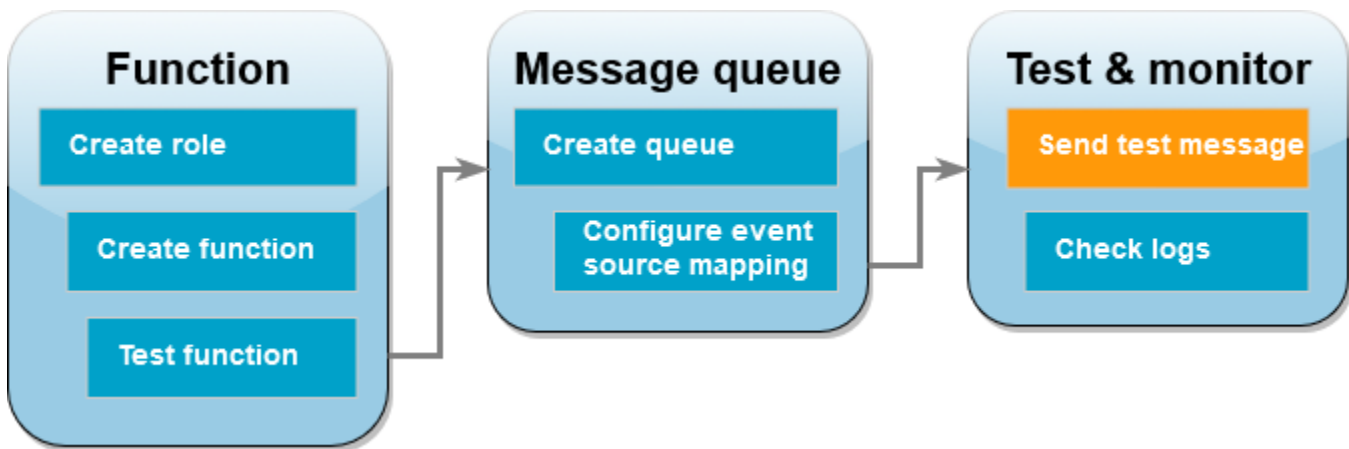 Function
Create role
Create function
Test function
Message queue
Create queue
Configure event
source mapping
Test & monitor
Send test message
Check logs